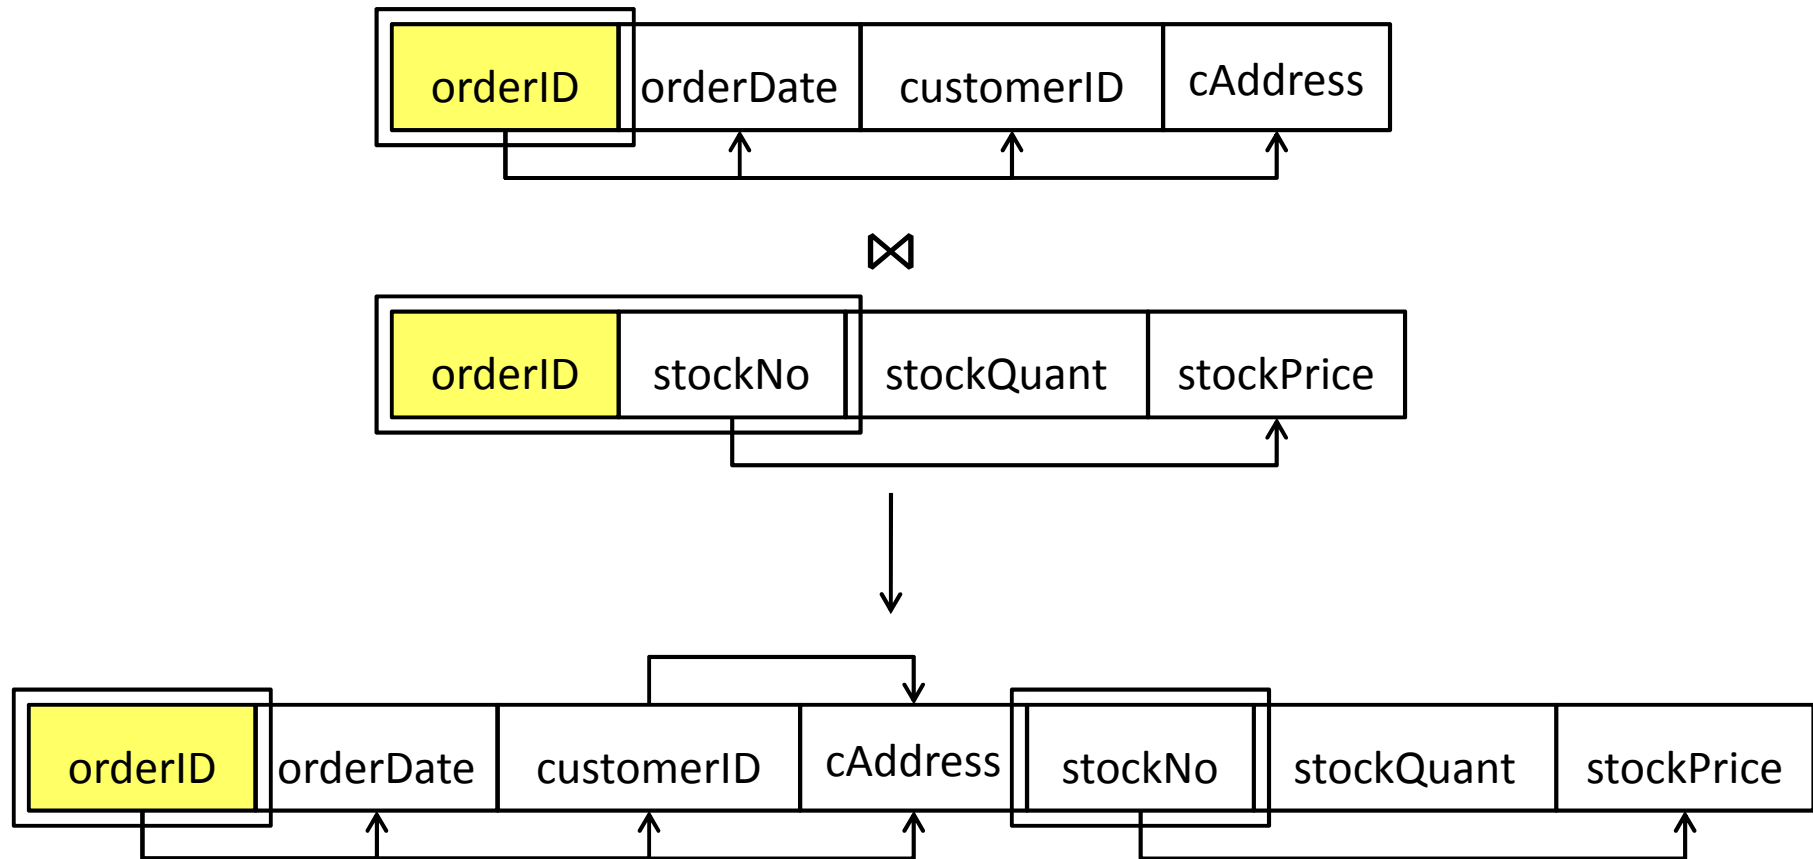 orderID orderDate customerID cAddress
⋈
orderID stockNo stockQuant stockPrice
orderID orderDate customerID cAddress stockNo stockQuant stockPrice